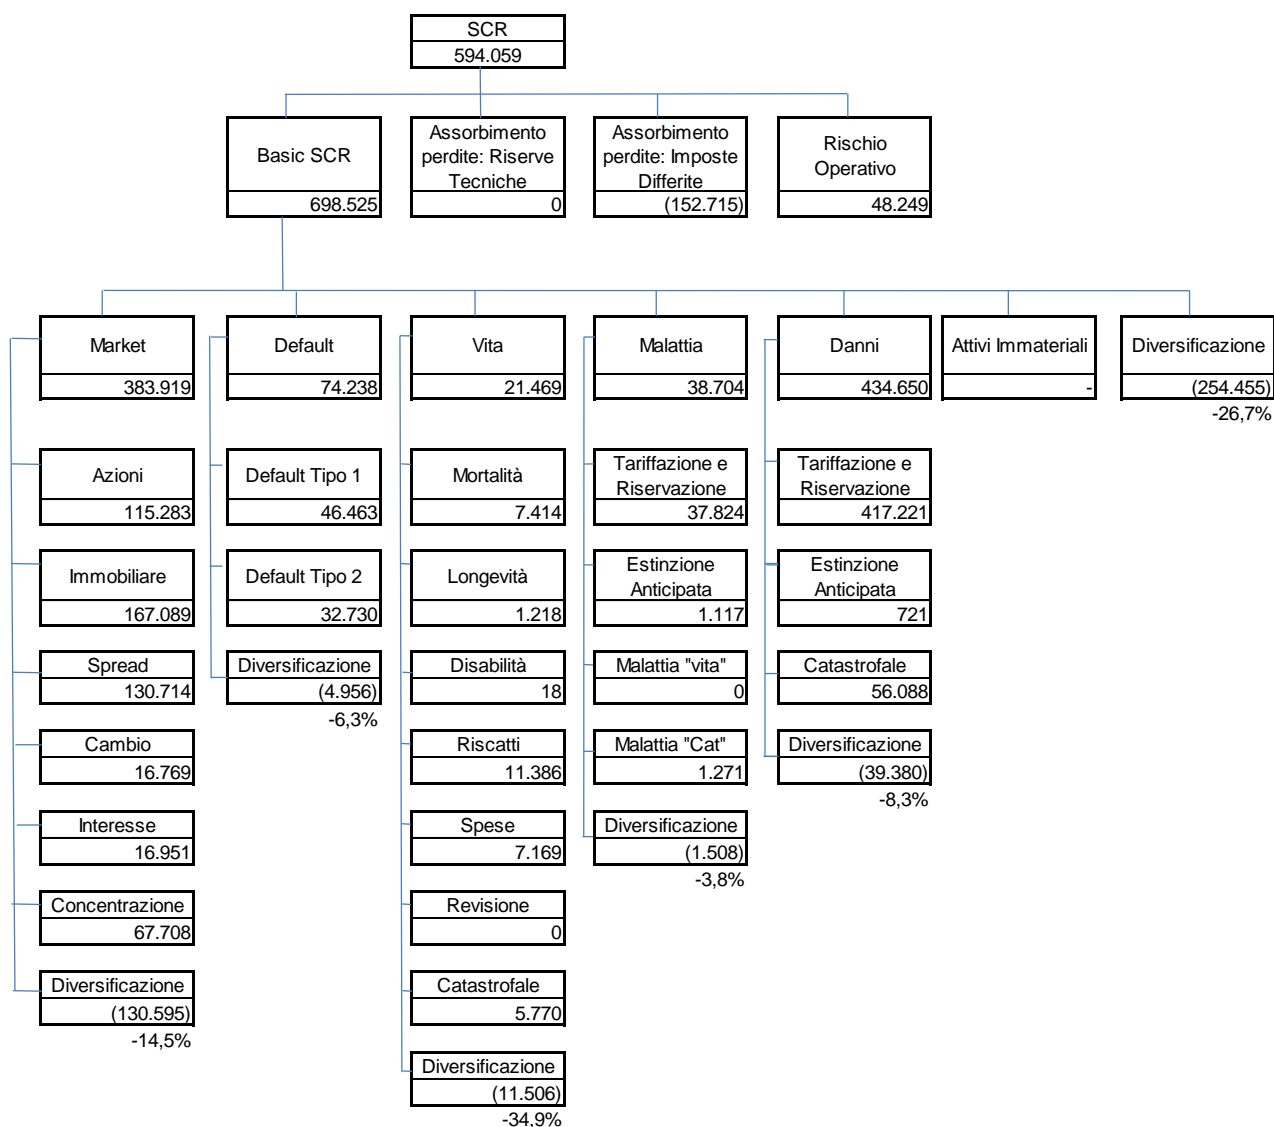 SCR
594.059
Basic SCR
698.525
Assorbimento
perdite: Riserve
Tecniche
0
Assorbimento
perdite: Imposte
Differite
(152.715)
Rischio
Operativo
48.249
Market
383.919
Default
74.238
Vita
21.469
Malattia
38.704
Danni
434.650
Attivi Immateriali
-
Diversificazione
(254.455)
-26,7%
Azioni
115.283
Immobiliare
167.089
Spread
130.714
Cambio
16.769
Interesse
16.951
Concentrazione
67.708
Diversificazione
(130.595)
-14,5%
Default Tipo 1
46.463
Default Tipo 2
32.730
Diversificazione
(4.956)
-6,3%
Mortalità
7.414
Longevità
1.218
Disabilità
18
Riscatti
11.386
Spese
7.169
Revisione
0
Catastrofale
5.770
Diversificazione
(11.506)
-34,9%
Tariffazione e
Riservazione
37.824
Estinzione
Anticipata
1.117
Malattia "vita"
0
Malattia "Cat"
1.271
Diversificazione
(1.508)
-3,8%
Tariffazione e
Riservazione
417.221
Estinzione
Anticipata
721
Catastrofale
56.088
Diversificazione
(39.380)
-8,3%